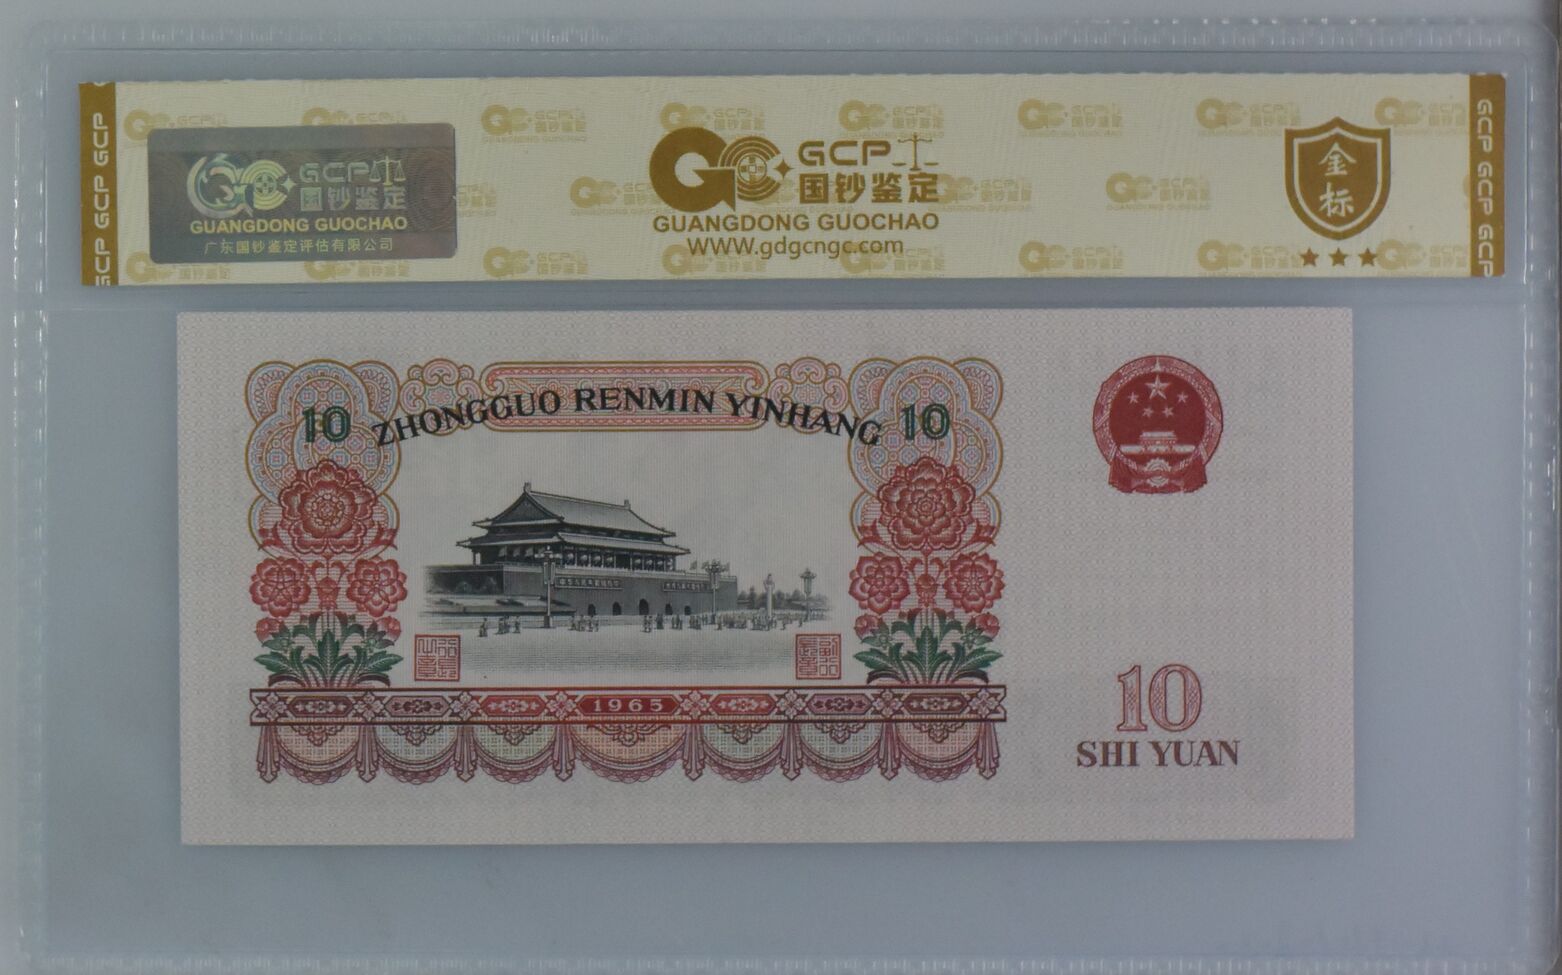 GCP GCP GCP
GCP
国钞鉴定
GUANGDONG GUOCHAO
广东国钞鉴定评估有限公司
GCP
国钞鉴定
GUANGDONG GUOCHAO
WWW.gdgcngc.com
金
标
GCP GCP GCP
ZHONGGUO RENMIN YINHANG
10
10
1965
10
SHI YUAN